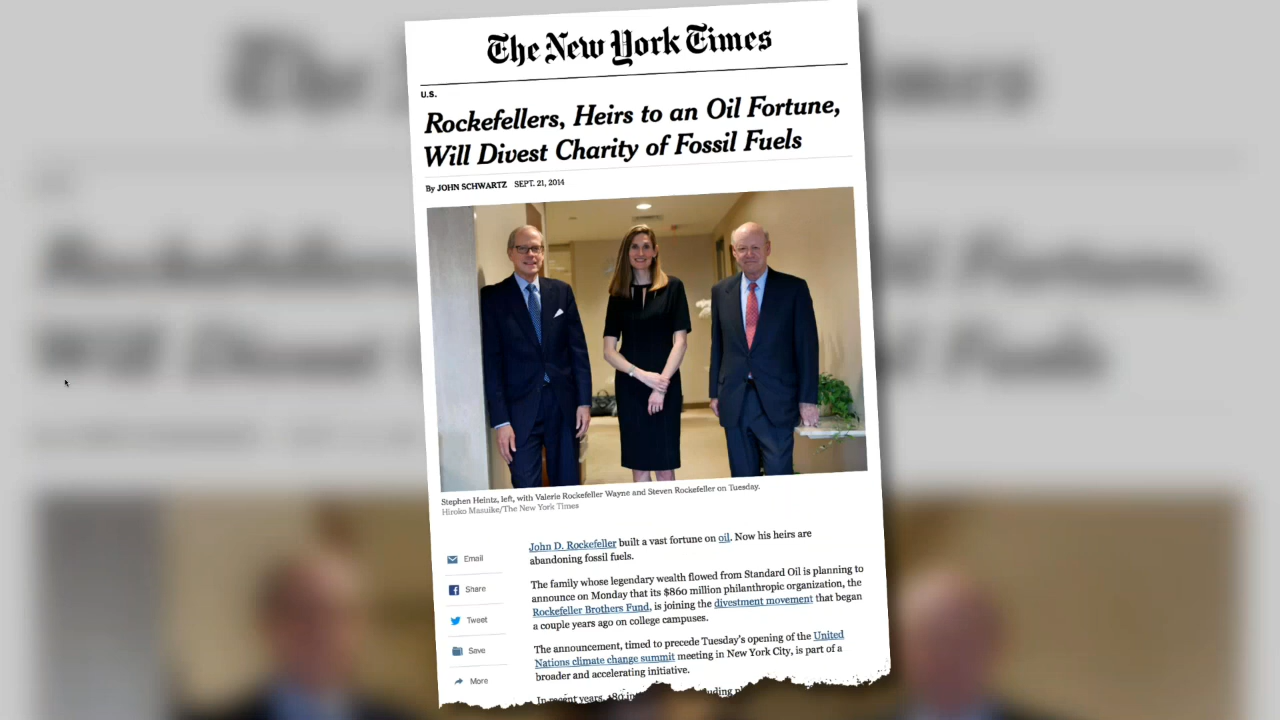 The New York Times
U.S.
Rockefellers, Heirs to an Oil Fortune,
Will Divest Charity of Fossil Fuels
By JOHN SCHWARTZ SEPT. 21, 2014
Stephen Heintz, left, with Valerie Rockefeller Wayne and Steven Rockefeller on Tuesday.
Hiroko Masuike/The New York Times
Email
Share
Tweet
Save
More
John D. Rockefeller built a vast fortune on oil. Now his heirs are
abandoning fossil fuels.
The family whose legendary wealth flowed from Standard Oil is planning to
announce on Monday that its $860 million philanthropic organization, the
Rockefeller Brothers Fund, is joining the divestment movement that began
a couple years ago on college campuses.
The announcement, timed to precede Tuesday's opening of the United
Nations climate change summit meeting in New York City, is part of a
broader and accelerating initiative.
In recent years, 180